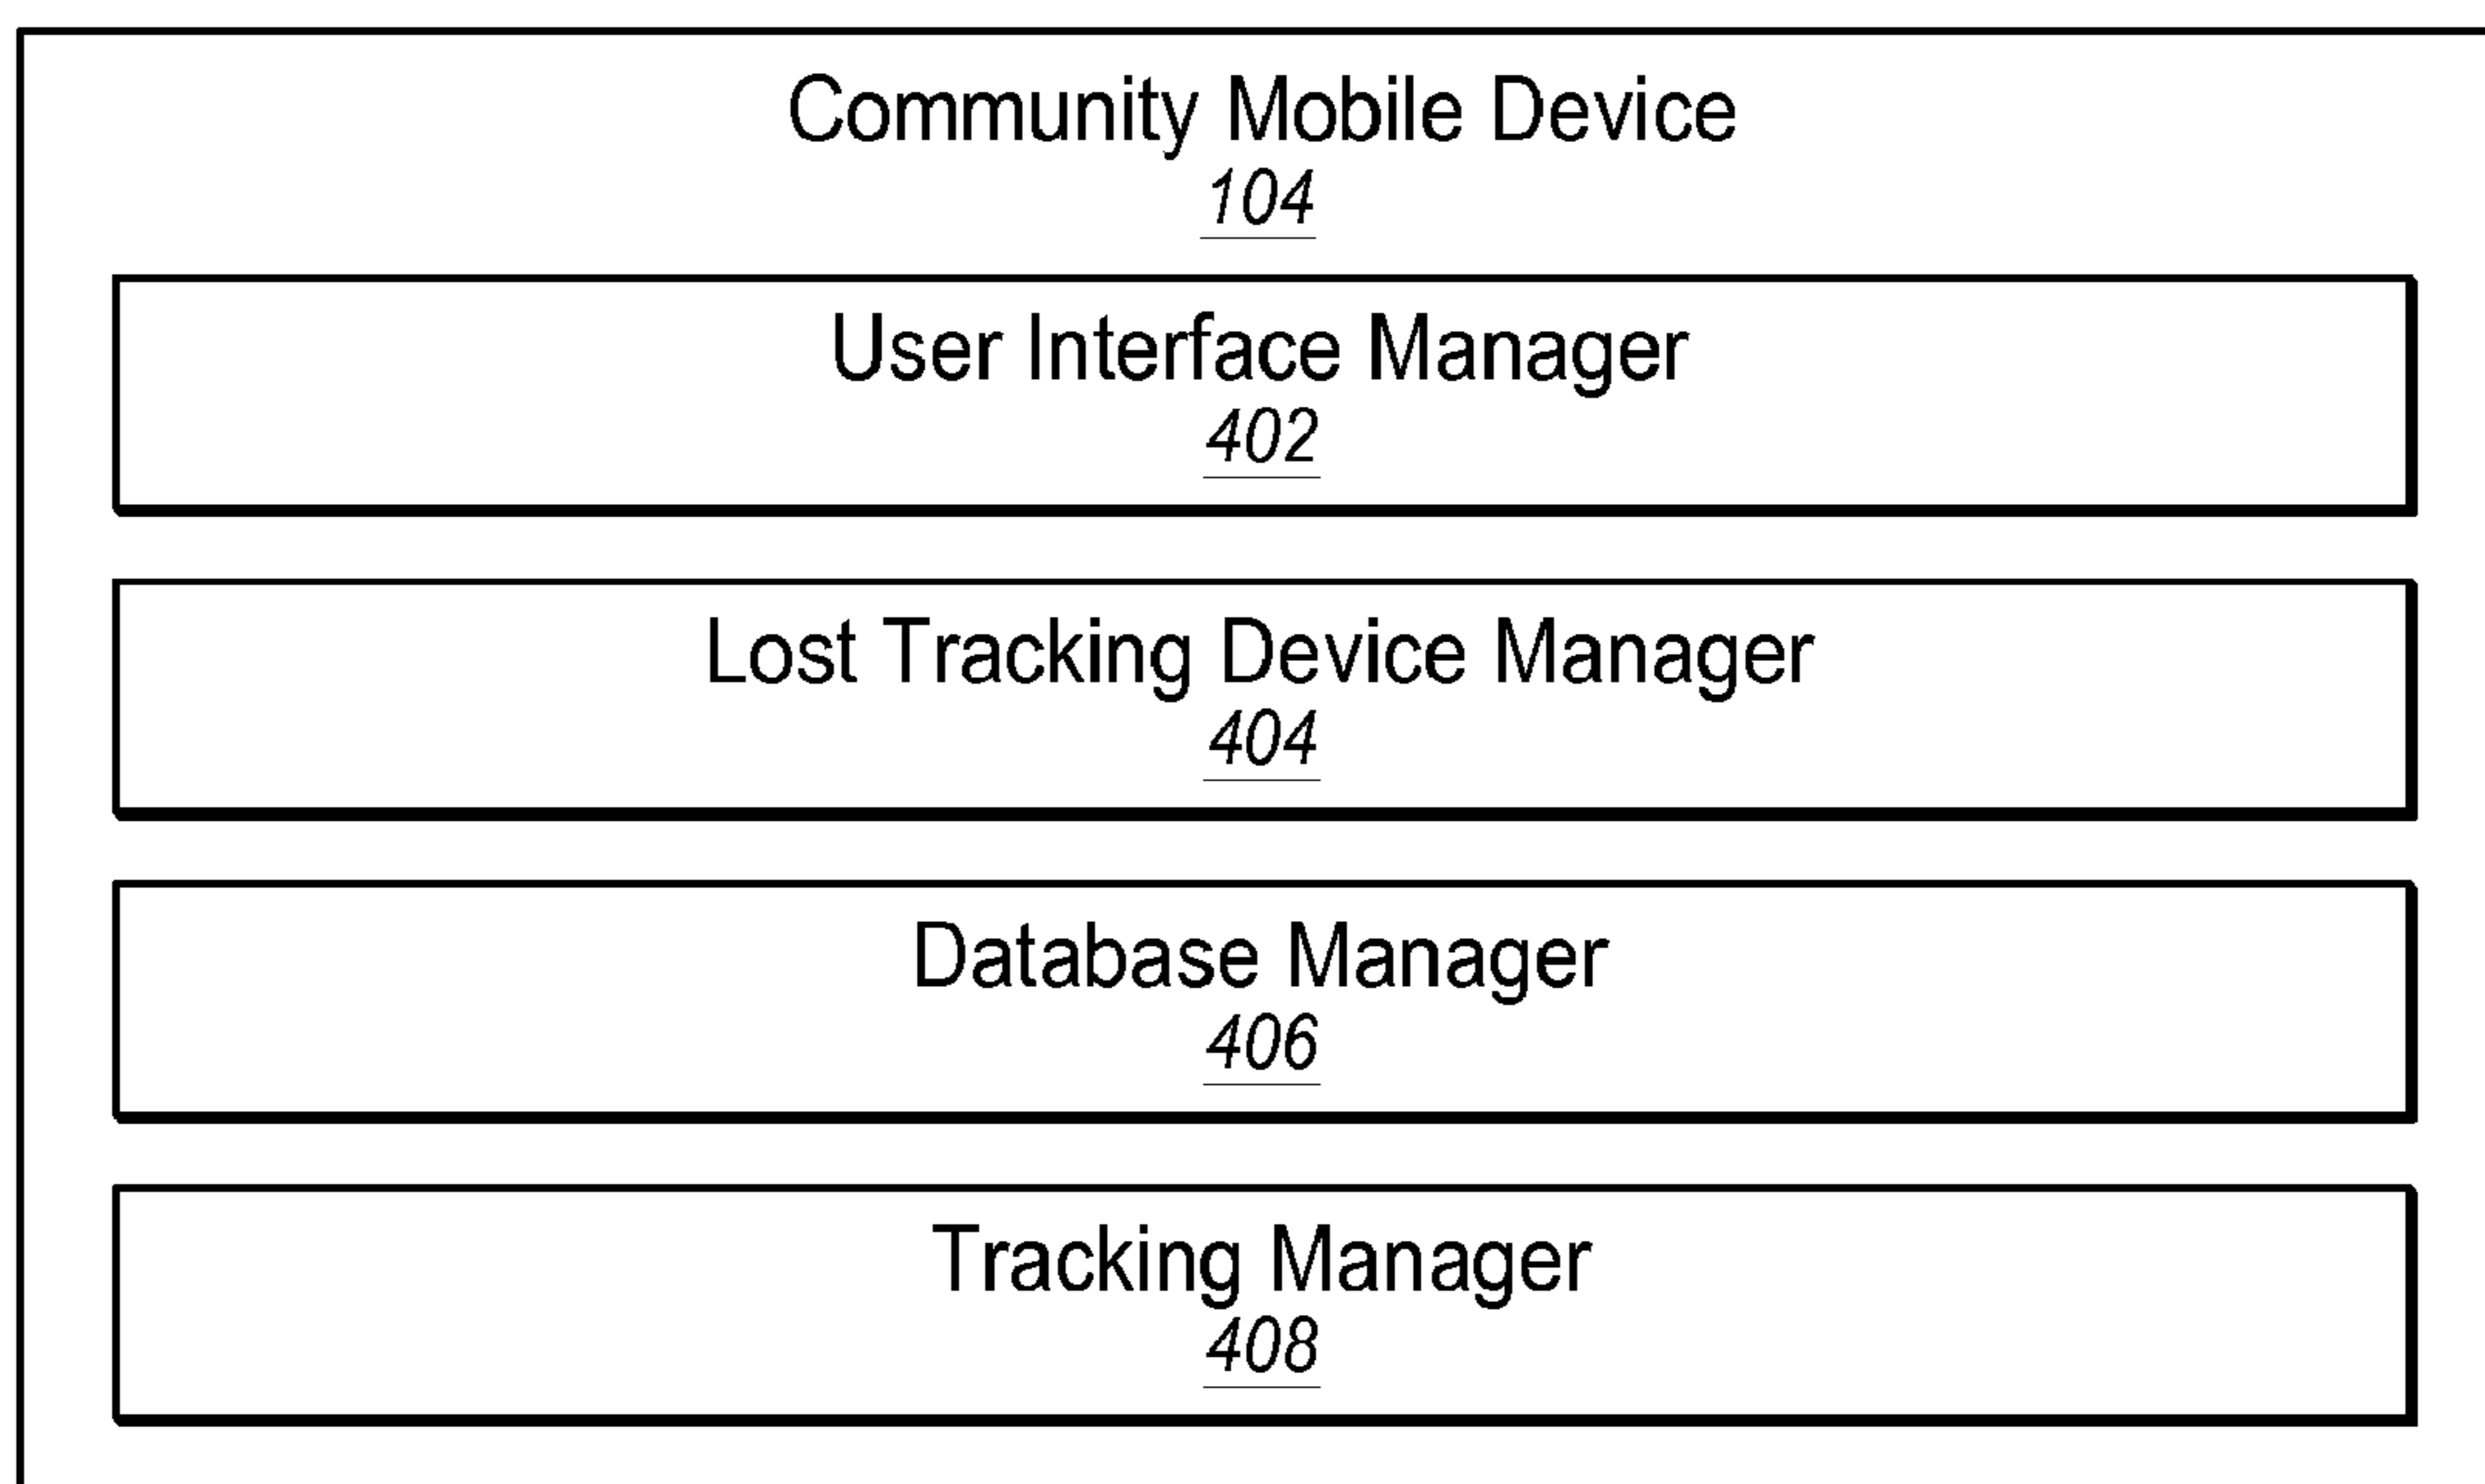 Community Mobile Device
104
User Interface Manager
402
Lost Tracking Device Manager
404
Database Manager
406
Tracking Manager
408